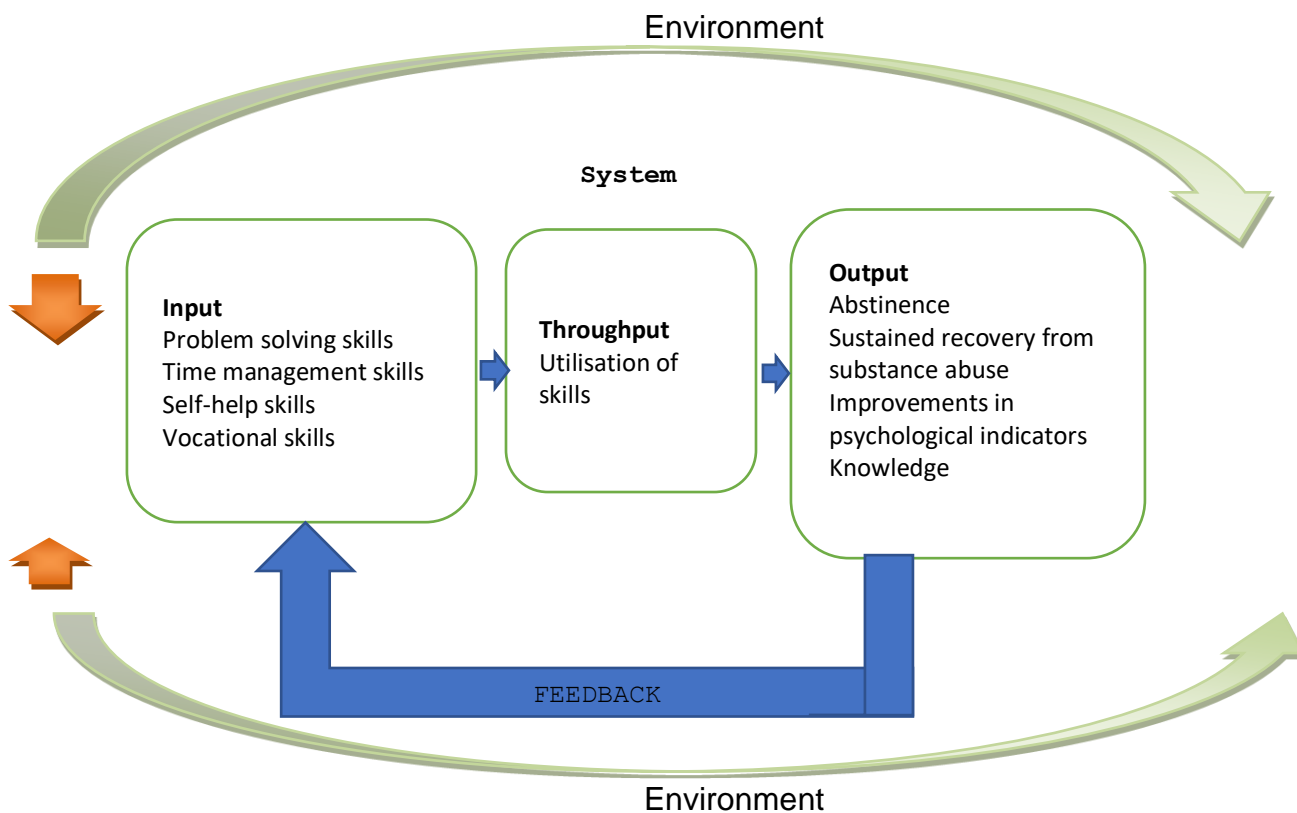 Environment
System
Input
Problem solving skills
Time management skills
Self-help skills
Vocational skills
Throughput
Utilisation of
skills
Output
Abstinence
Sustained recovery from
substance abuse
Improvements in
psychological indicators
Knowledge
FEEDBACK
Environment